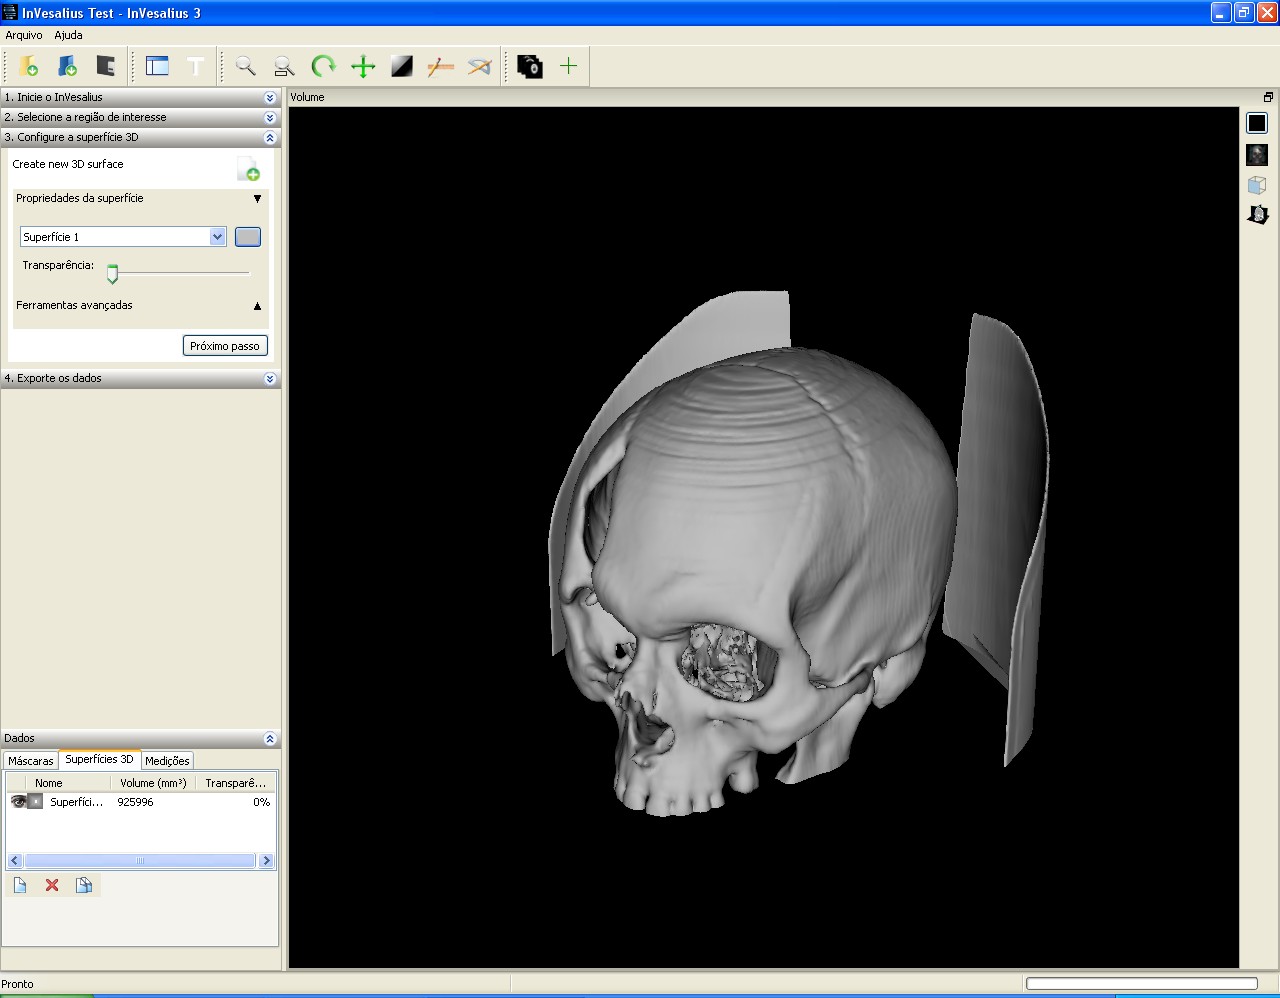 InVesalius Test - InVesalius 3
Arquivo Ajuda
1. Inicie o InVesalius
2. Selecione a região de interesse
3. Configure a superfície 3D
Create new 3D surface
Propriedades da superfície
Superfície 1
Transparência:
Ferramentas avançadas
Próximo passo
4. Exporte os dados
Volume
Dados
Máscaras Superfícies 3D Medições
Nome Volume (mm³) Transparê...
Superfíci... 925996 0%
Pronto